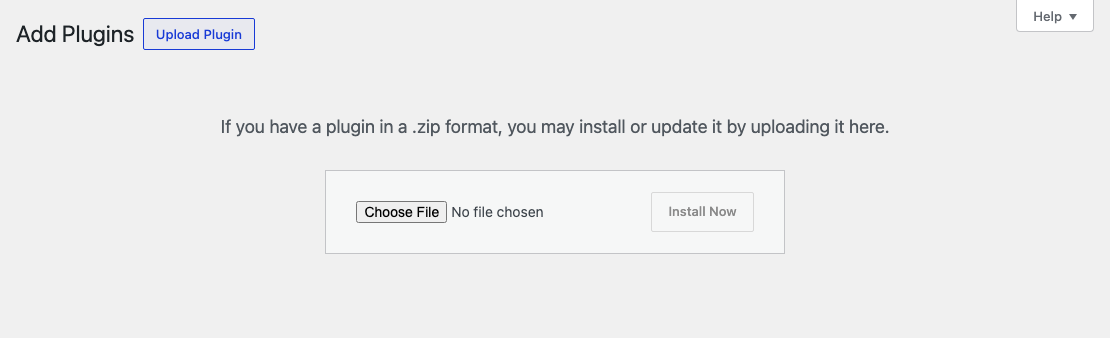 Help ▼
Add Plugins Upload Plugin
If you have a plugin in a .zip format, you may install or update it by uploading it here.
Choose File No file chosen Install Now